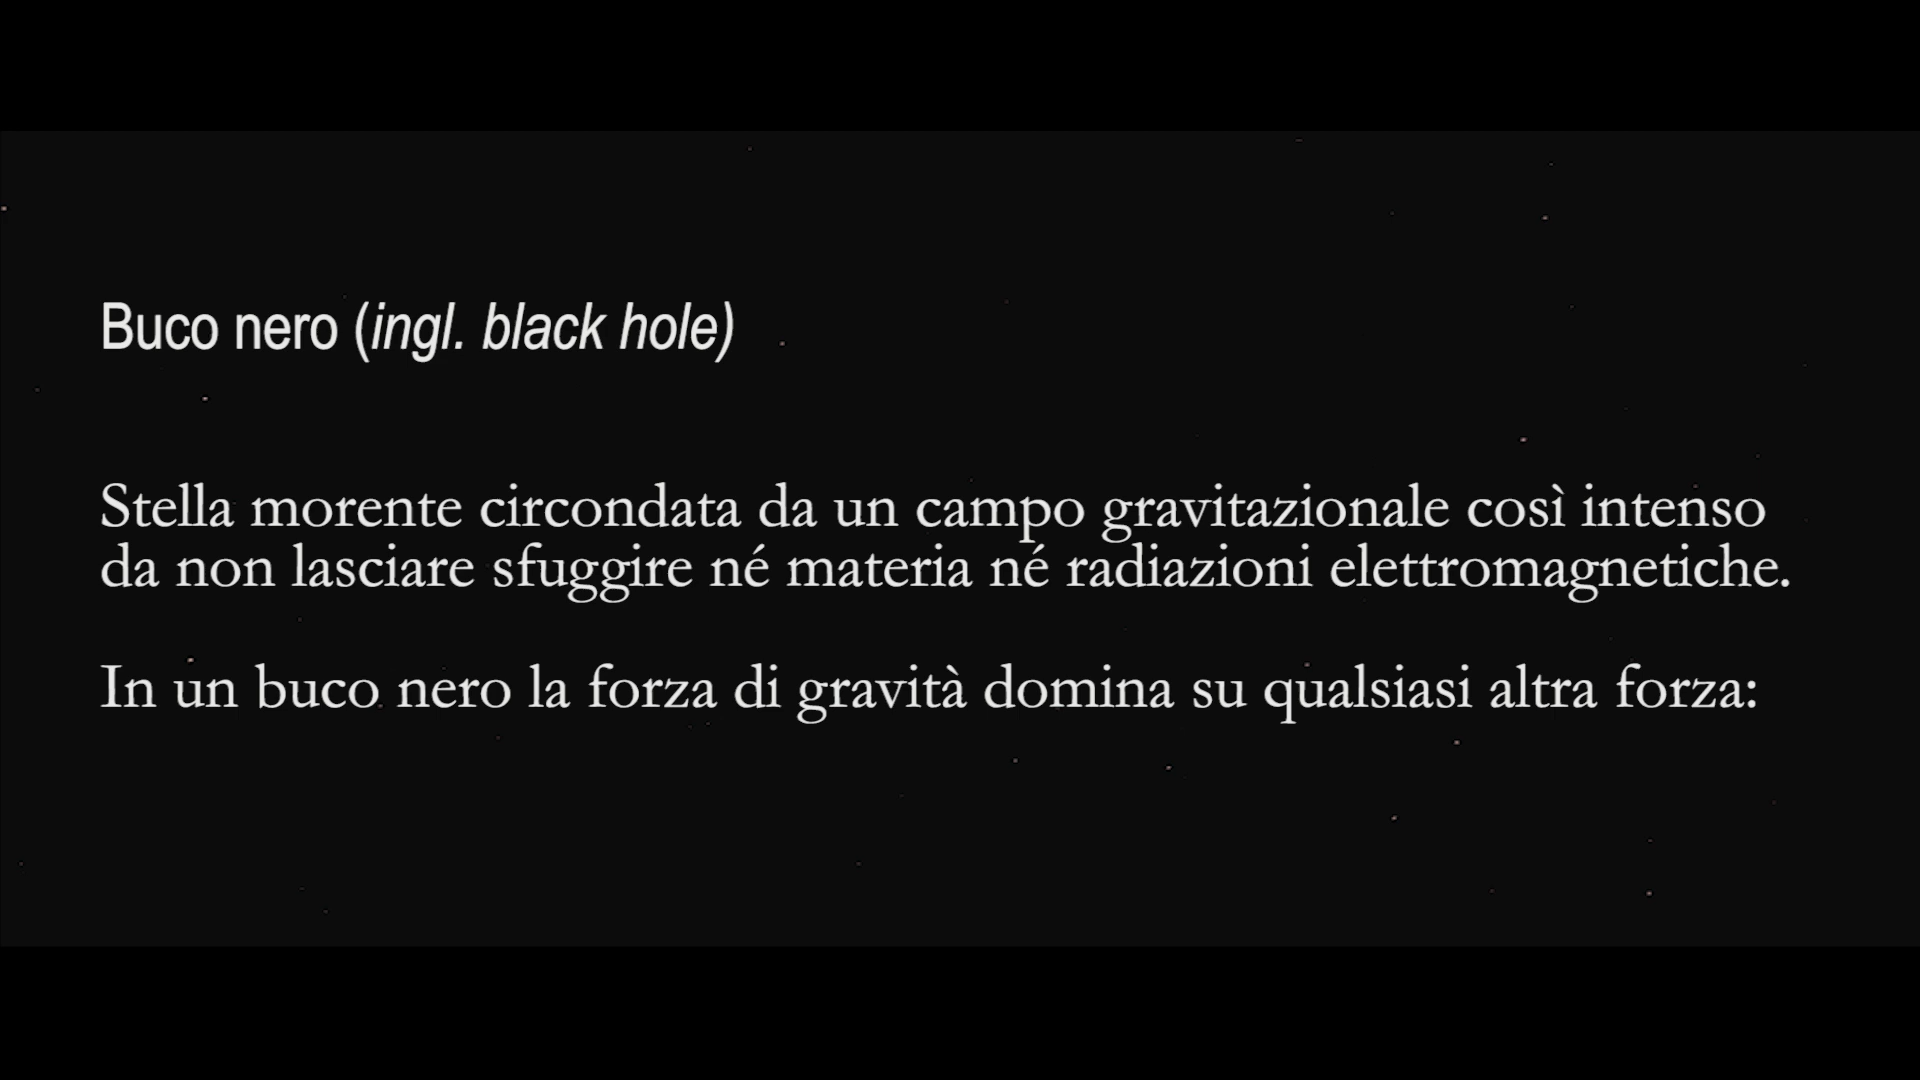 Buco nero (ingl. black hole)
Stella morente circondata da un campo gravitazionale così intenso
da non lasciare sfuggire né materia né radiazioni elettromagnetiche.
In un buco nero la forza di gravità domina su qualsiasi altra forza: